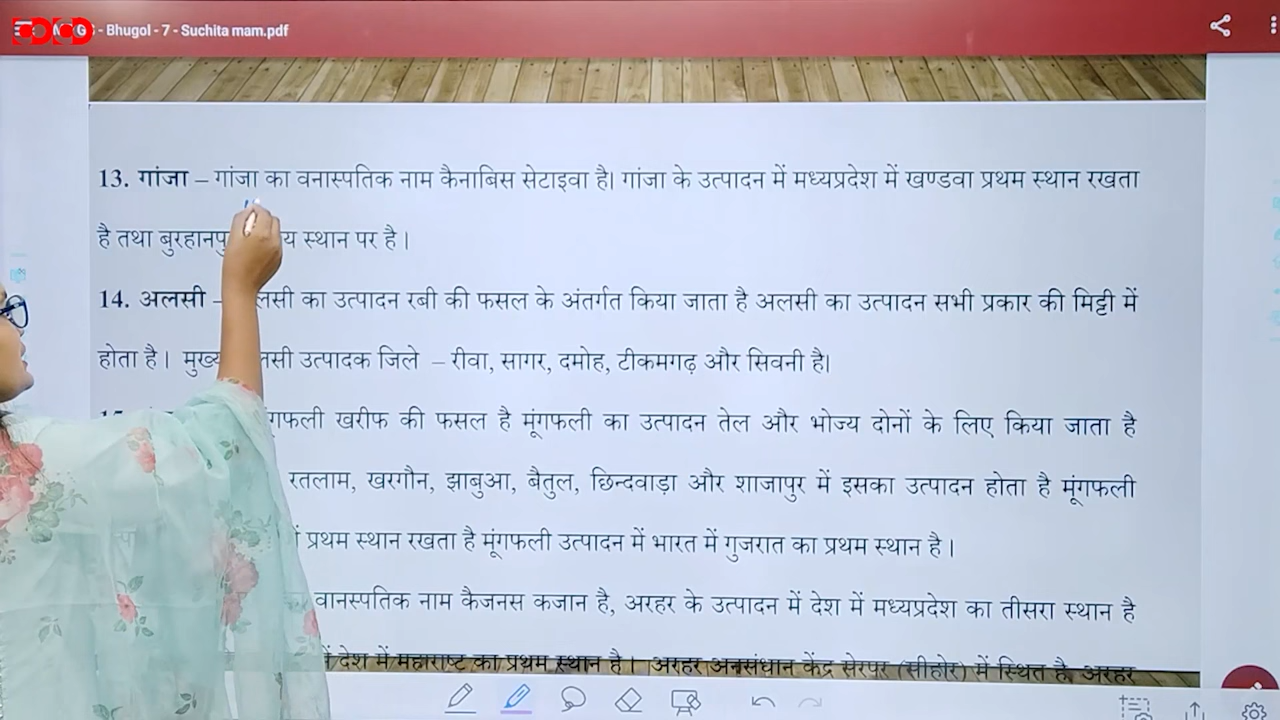 - Bhugol - 7 - Suchita mam.pdf
13. गांजा – गांजा का वनास्पतिक नाम कैनाबिस सेटाइवा है। गांजा के उत्पादन में मध्यप्रदेश में खण्डवा प्रथम स्थान रखता
है तथा स्थान पर है ।
14. अलसी – का उत्पादन रबी की फसल के अंतर्गत किया जाता है अलसी का उत्पादन सभी प्रकार की मिट्टी में
होता है । उत्पादक जिले – रीवा, सागर, दमोह, टीकमगढ़ और सिवनी है।
खरीफ की फसल है मूंगफली का उत्पादन तेल और भोज्य दोनों के लिए किया जाता है
रतलाम, खरगौन, झाबुआ, बैतुल, छिन्दवाड़ा और शाजापुर में इसका उत्पादन होता है मूंगफली
प्रथम स्थान रखता है मूंगफली उत्पादन में भारत में गुजरात का प्रथम स्थान है ।
वानस्पतिक नाम कैजनस कजान है, अरहर के उत्पादन में देश में मध्यप्रदेश का तीसरा स्थान है
देश में महाराष्ट का प्रथम स्थान है । अरहर अनुसंधान केंद्र सेरपर (सीहोर) में स्थित है, अरहर